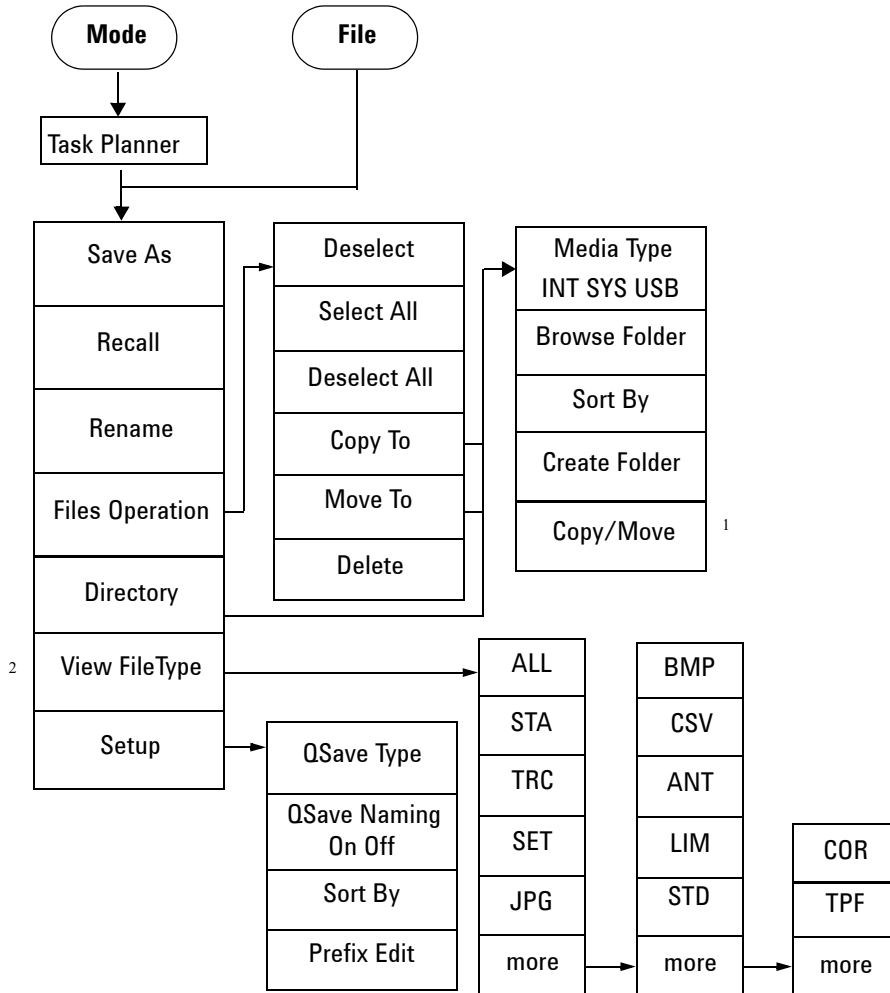 Mode
File
Task Planner
Save As
Recall
Rename
Files Operation
Directory
2
View FileType
Setup
Deselect
Select All
Deselect All
Copy To
Move To
Delete
Media Type
INT SYS USB
Browse Folder
Sort By
Create Folder
Copy/Move
1
QSave Type
QSave Naming
On Off
Sort By
Prefix Edit
ALL
STA
TRC
SET
JPG
more
BMP
CSV
ANT
LIM
STD
more
COR
TPF
more